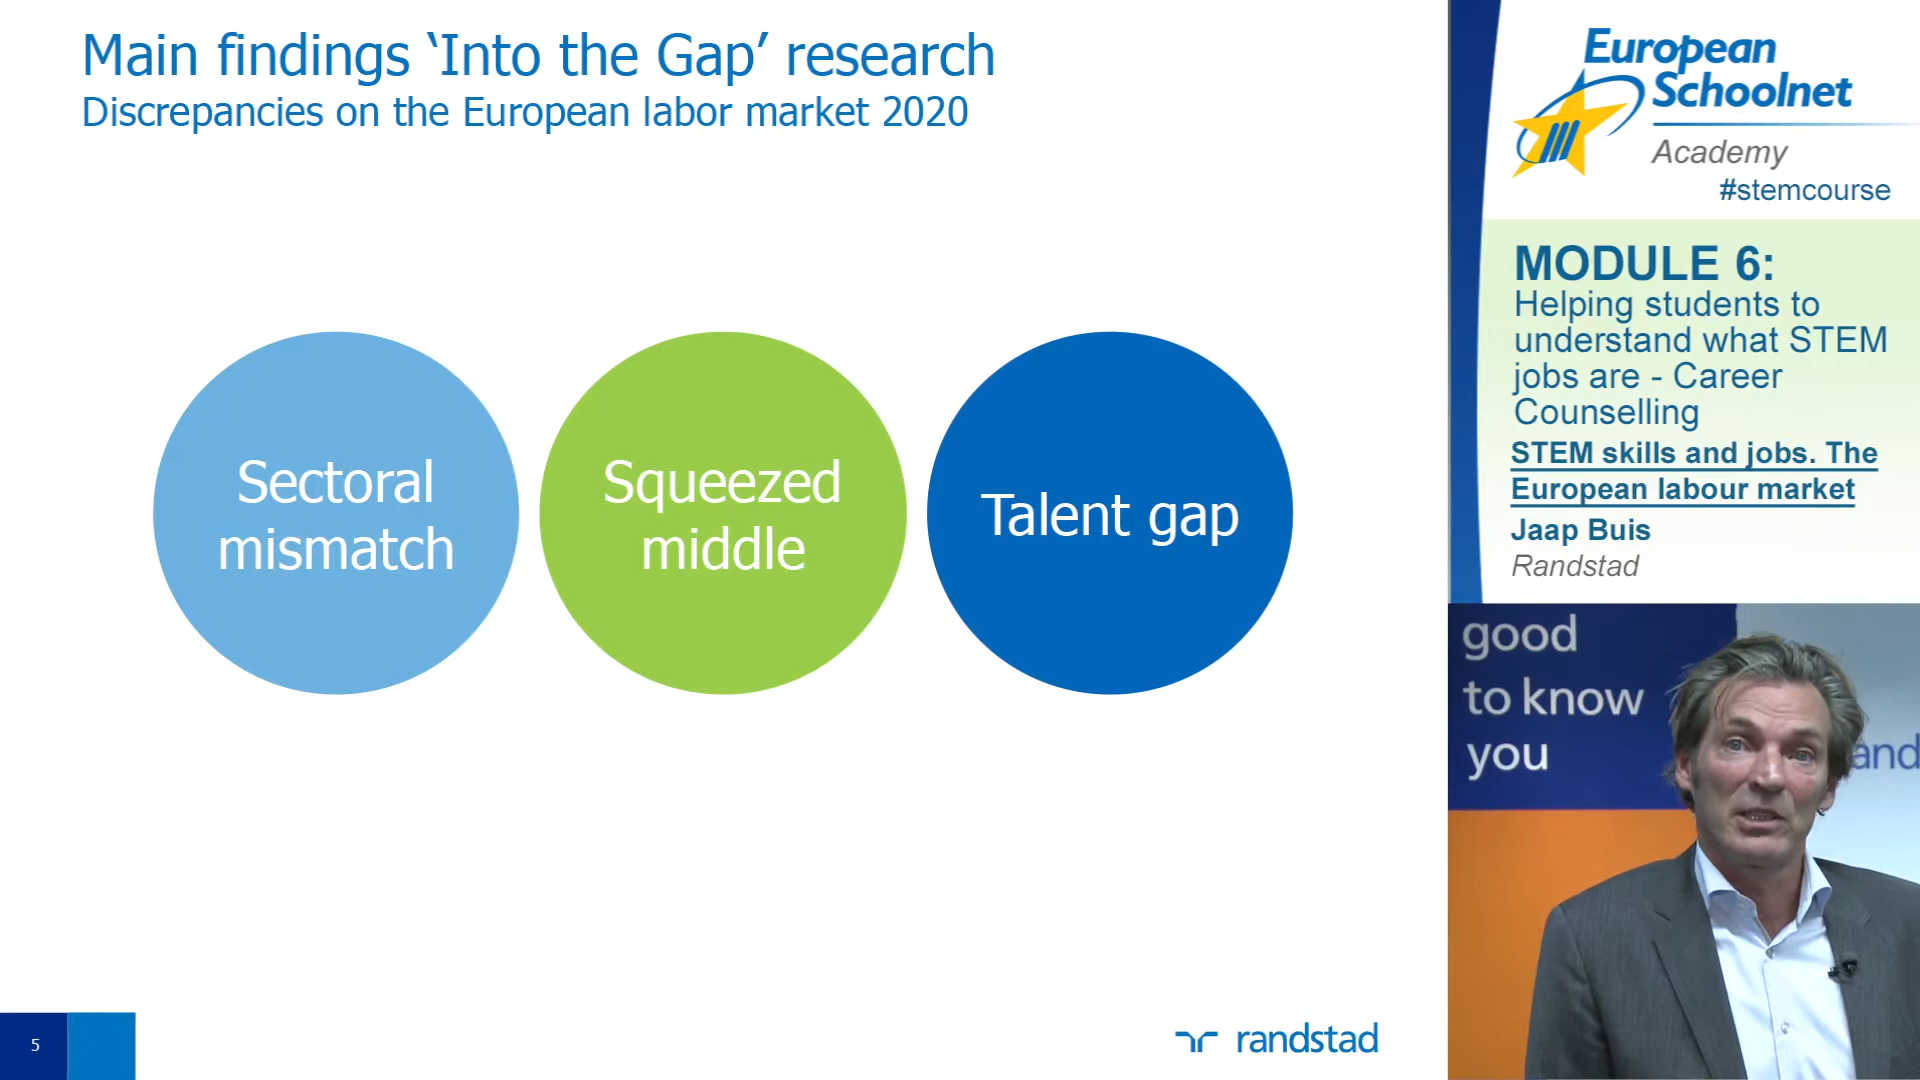 Main findings ‘Into the Gap’ research
Discrepancies on the European labor market 2020
Sectoral
mismatch
Squeezed
middle
Talent gap
5
randstad
European
Schoolnet
Academy
#stemcourse
MODULE 6:
Helping students to
understand what STEM
jobs are - Career
Counselling
STEM skills and jobs. The
European labour market
Jaap Buis
Randstad
good
to know
you
and